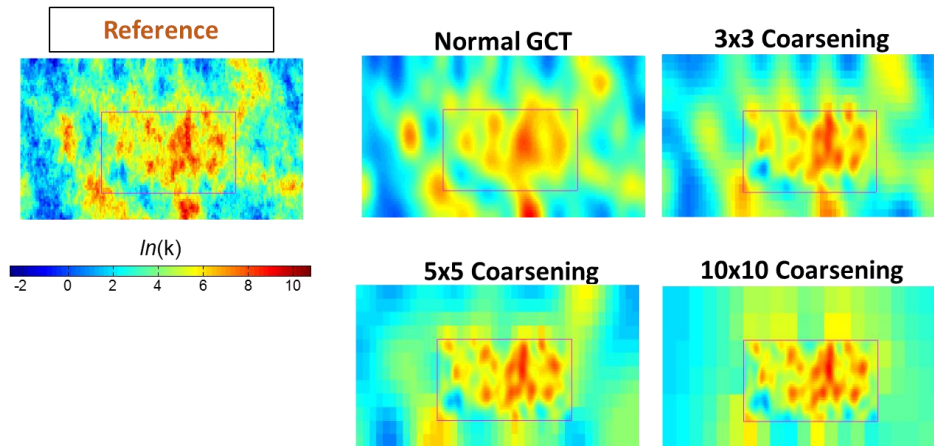 Reference
Normal GCT
3x3 Coarsening
ln(k)
-2 0 2 4 6 8 10
5x5 Coarsening
10x10 Coarsening